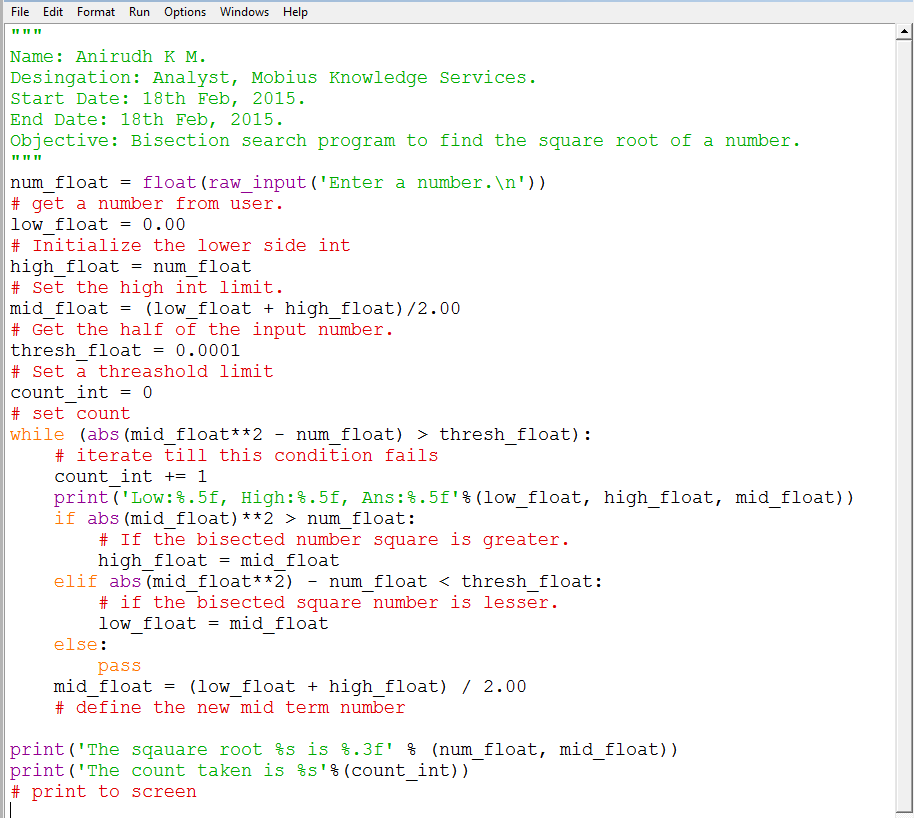 File Edit Format Run Options Windows Help
"""
Name: Anirudh K M.
Desingation: Analyst, Mobius Knowledge Services.
Start Date: 18th Feb, 2015.
End Date: 18th Feb, 2015.
Objective: Bisection search program to find the square root of a number.
"""
num_float = float(raw_input('Enter a number.\n'))
# get a number from user.
low_float = 0.00
# Initialize the lower side int
high_float = num_float
# Set the high int limit.
mid_float = (low_float + high_float)/2.00
# Get the half of the input number.
thresh_float = 0.0001
# Set a threashold limit
count_int = 0
# set count
while (abs(mid_float**2 - num_float) > thresh_float):
    # iterate till this condition fails
    count_int += 1
    print('Low:%.5f, High:%.5f, Ans:%.5f'%(low_float, high_float, mid_float))
    if abs(mid_float)**2 > num_float:
        # If the bisected number square is greater.
        high_float = mid_float
    elif abs(mid_float**2) - num_float < thresh_float:
        # if the bisected square number is lesser.
        low_float = mid_float
    else:
        pass
    mid_float = (low_float + high_float) / 2.00
    # define the new mid term number

print('The sqauare root %s is %.3f' % (num_float, mid_float))
print('The count taken is %s'%(count_int))
# print to screen